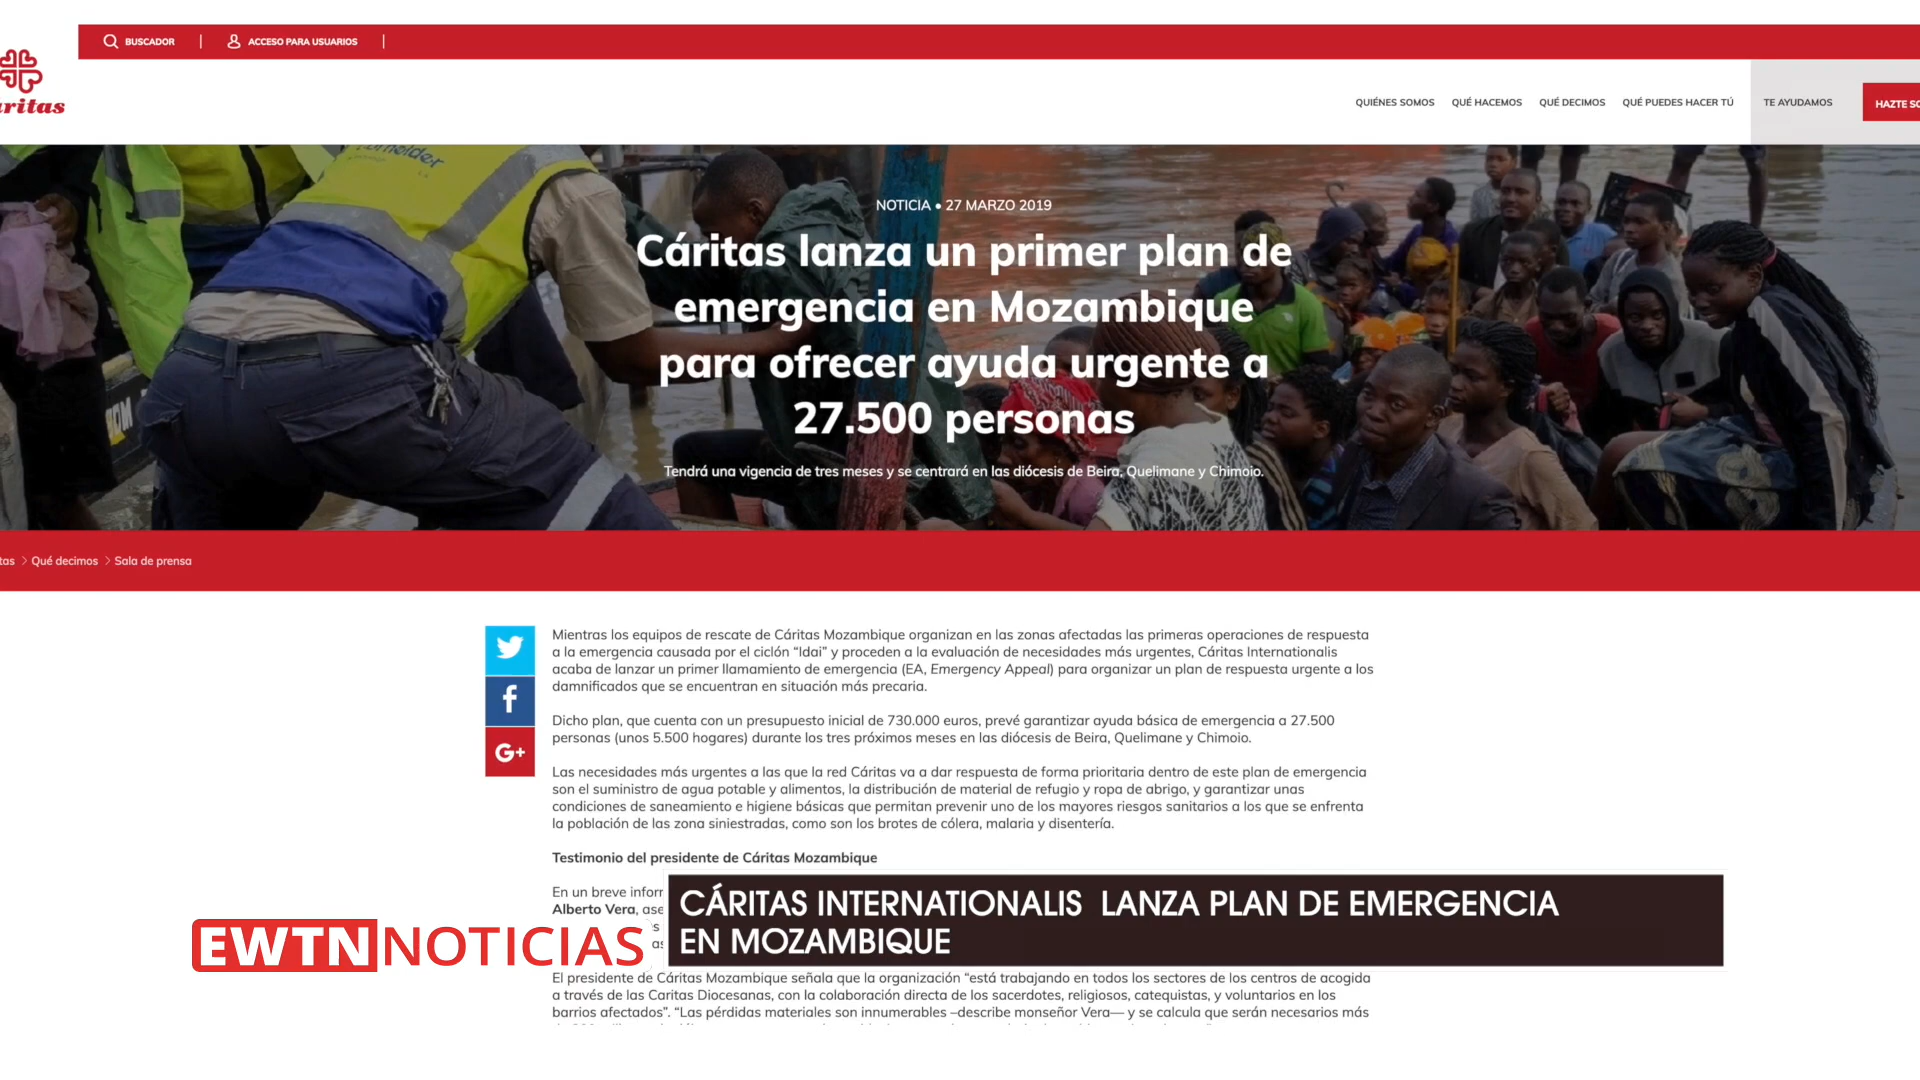 BUSCADOR | ACCESO PARA USUARIOS |
QUIÉNES SOMOS QUÉ HACEMOS QUÉ DECIMOS QUÉ PUEDES HACER TÚ TE AYUDAMOS HAZTE
NOTICIA • 27 MARZO 2019
Cáritas lanza un primer plan de
emergencia en Mozambique
para ofrecer ayuda urgente a
27.500 personas
Tendrá una vigencia de tres meses y se centrará en las diócesis de Beira, Quelimane y Chimoio.
Qué decimos > Sala de prensa
Mientras los equipos de rescate de Cáritas Mozambique organizan en las zonas afectadas las primeras operaciones de respuesta
a la emergencia causada por el ciclón “Idai” y proceden a la evaluación de necesidades más urgentes, Cáritas Internationalis
acaba de lanzar un primer llamamiento de emergencia (EA, Emergency Appeal) para organizar un plan de respuesta urgente a los
damnificados que se encuentran en situación más precaria.
Dicho plan, que cuenta con un presupuesto inicial de 730.000 euros, prevé garantizar ayuda básica de emergencia a 27.500
personas (unos 5.500 hogares) durante los tres próximos meses en las diócesis de Beira, Quelimane y Chimoio.
Las necesidades más urgentes a las que la red Cáritas va a dar respuesta de forma prioritaria dentro de este plan de emergencia
son el suministro de agua potable y alimentos, la distribución de material de refugio y ropa de abrigo, y garantizar unas
condiciones de saneamiento e higiene básicas que permitan prevenir uno de los mayores riesgos sanitarios a los que se enfrenta
la población de las zona siniestradas, como son los brotes de cólera, malaria y disentería.
Testimonio del presidente de Cáritas Mozambique
En un breve
Alberto Vera,
CÁRITAS INTERNATIONALIS LANZA PLAN DE EMERGENCIA
EN MOZAMBIQUE
EWTN NOTICIAS
El presidente de Cáritas Mozambique señala que la organización “está trabajando en todos los sectores de los centros de acogida
a través de las Caritas Diocesanas, con la colaboración directa de los sacerdotes, religiosos, catequistas, y voluntarios en los
barrios afectados”. “Las pérdidas materiales son innumerables –describe monseñor Vera— y se calcula que serán necesarios más